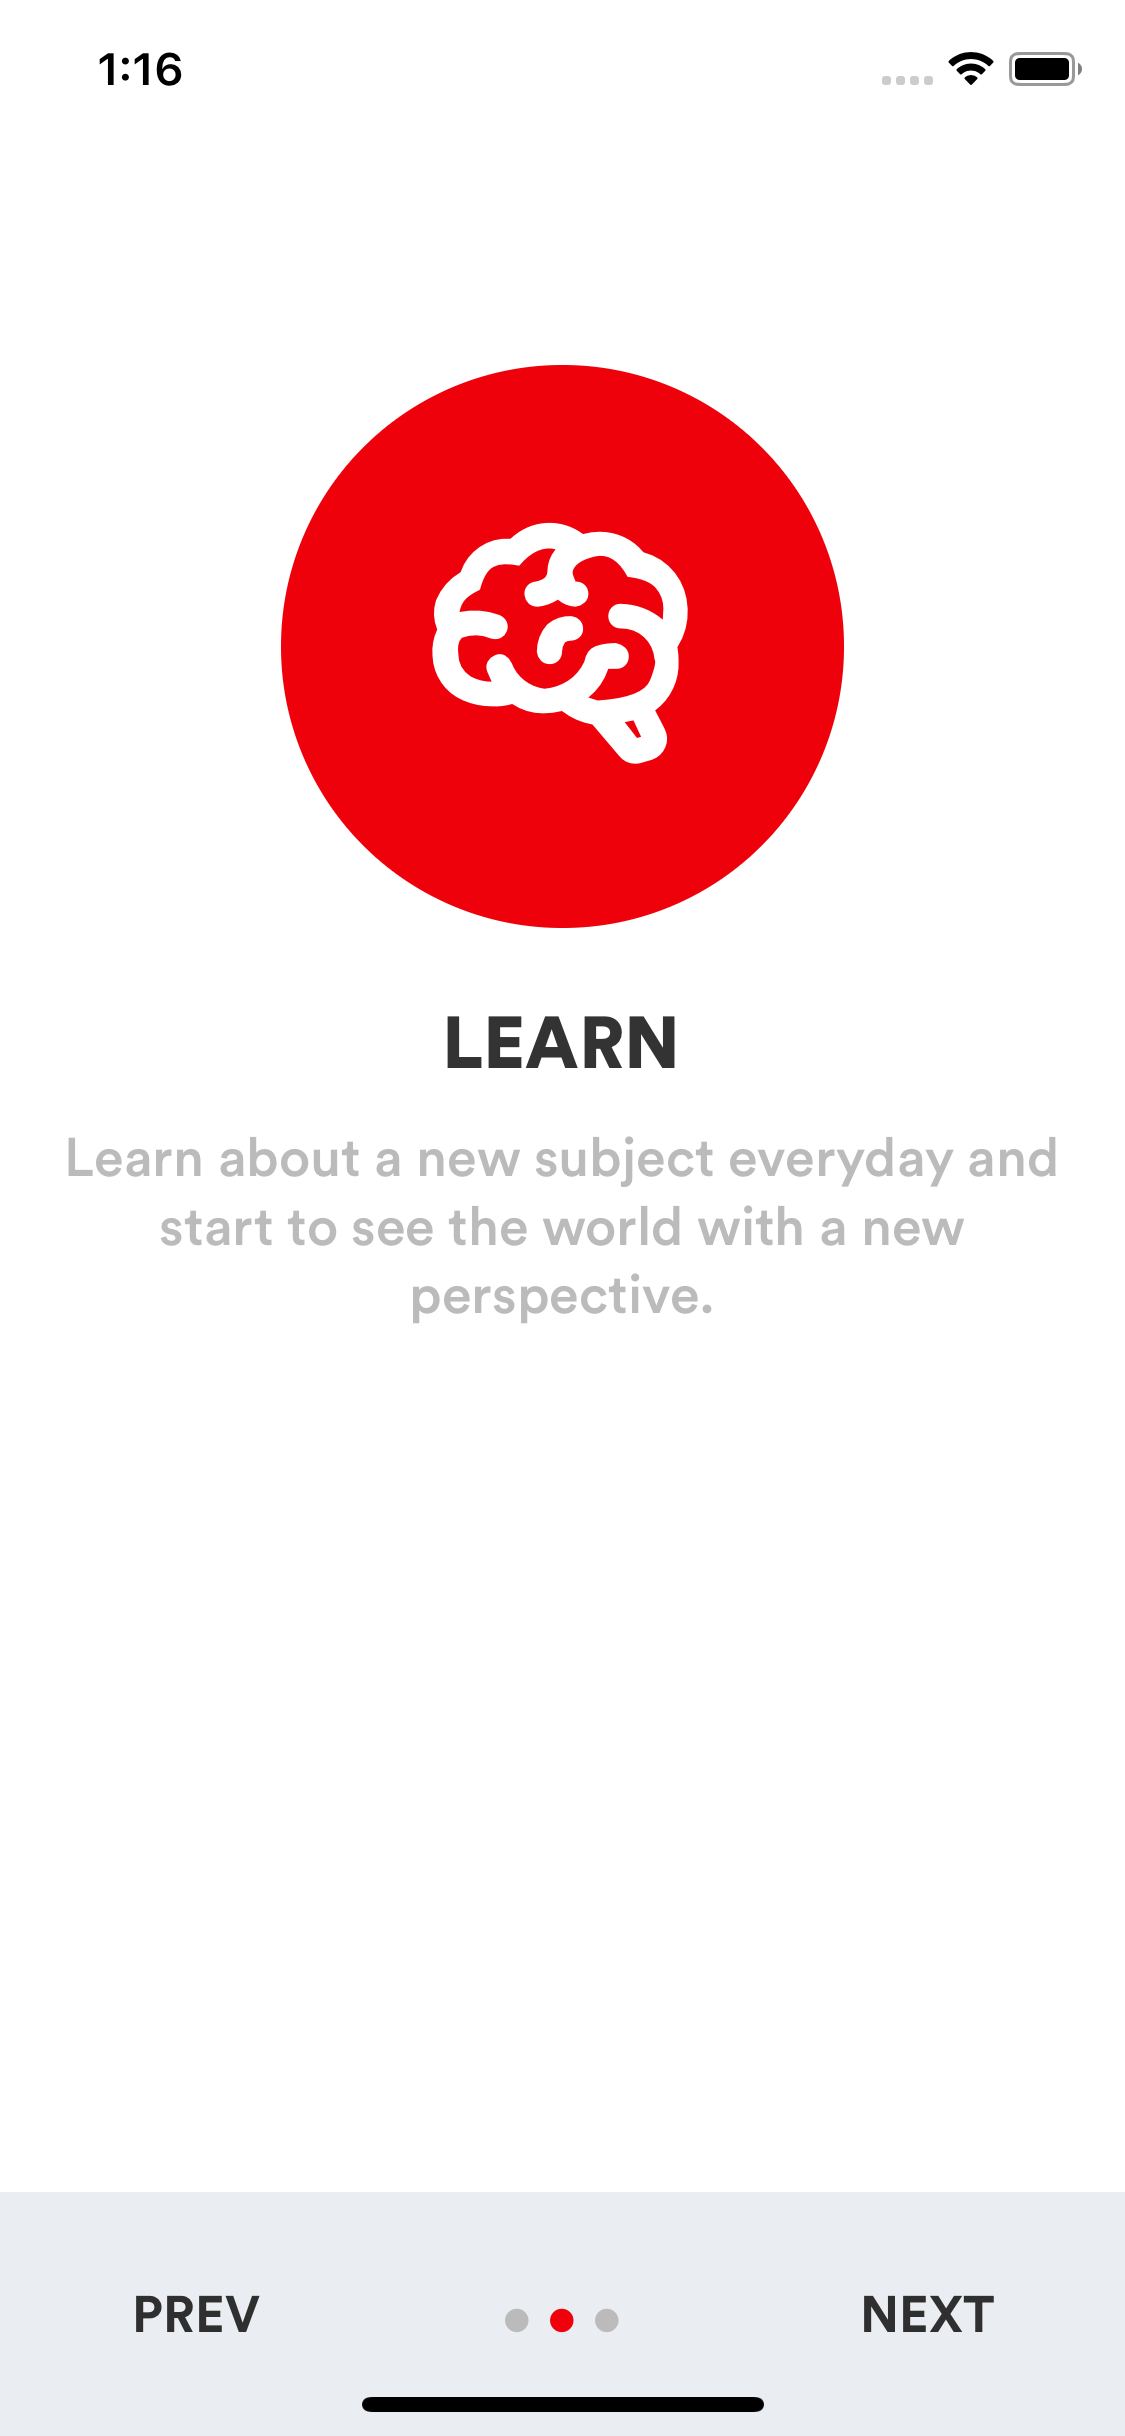 1:16
LEARN
Learn about a new subject everyday and
start to see the world with a new
perspective.
PREV
NEXT